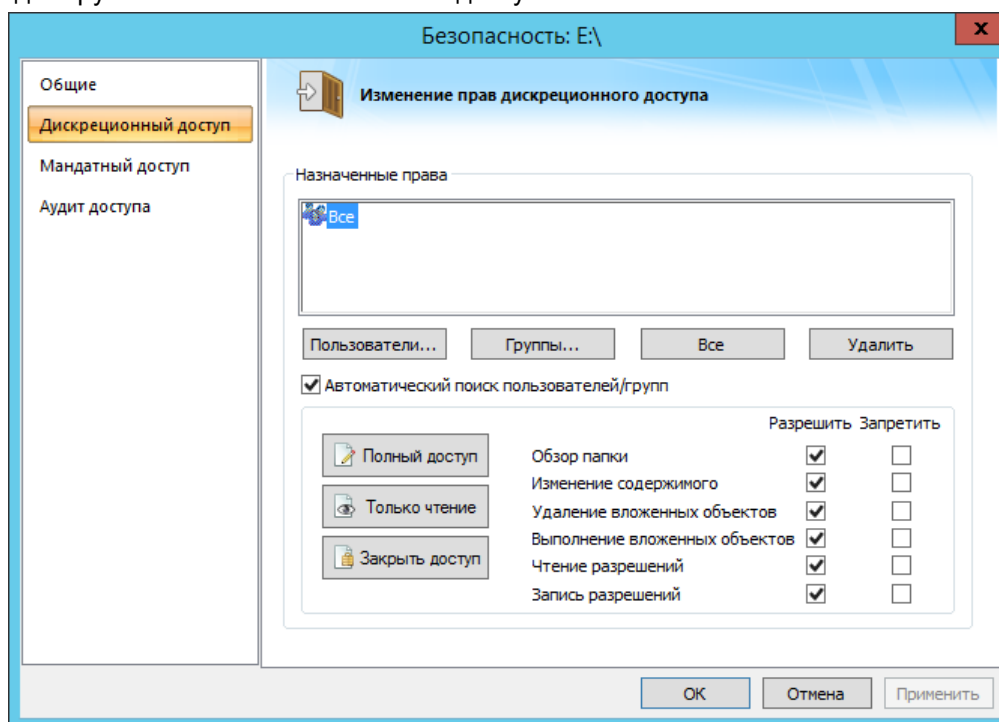 Безопасность: E:\
x
Общие
Дискреционный доступ
Мандатный доступ
Аудит доступа
Изменение прав дискреционного доступа
Назначенные права
Все
Пользователи...
Группы...
Все
Удалить
Автоматический поиск пользователей/групп
Разрешить Запретить
Полный доступ
Только чтение
Закрыть доступ
Обзор папки
Изменение содержимого
Удаление вложенных объектов
Выполнение вложенных объектов
Чтение разрешений
Запись разрешений
ОК
Отмена
Применить